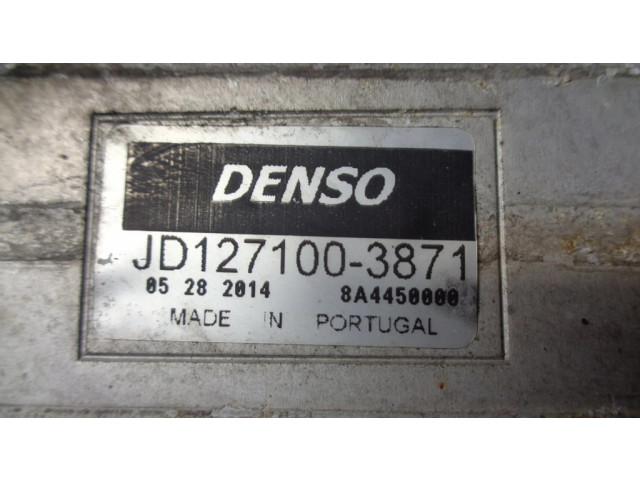 DENSO
JD127100-3871
05 28 2014 8A4450000
MADE IN PORTUGAL